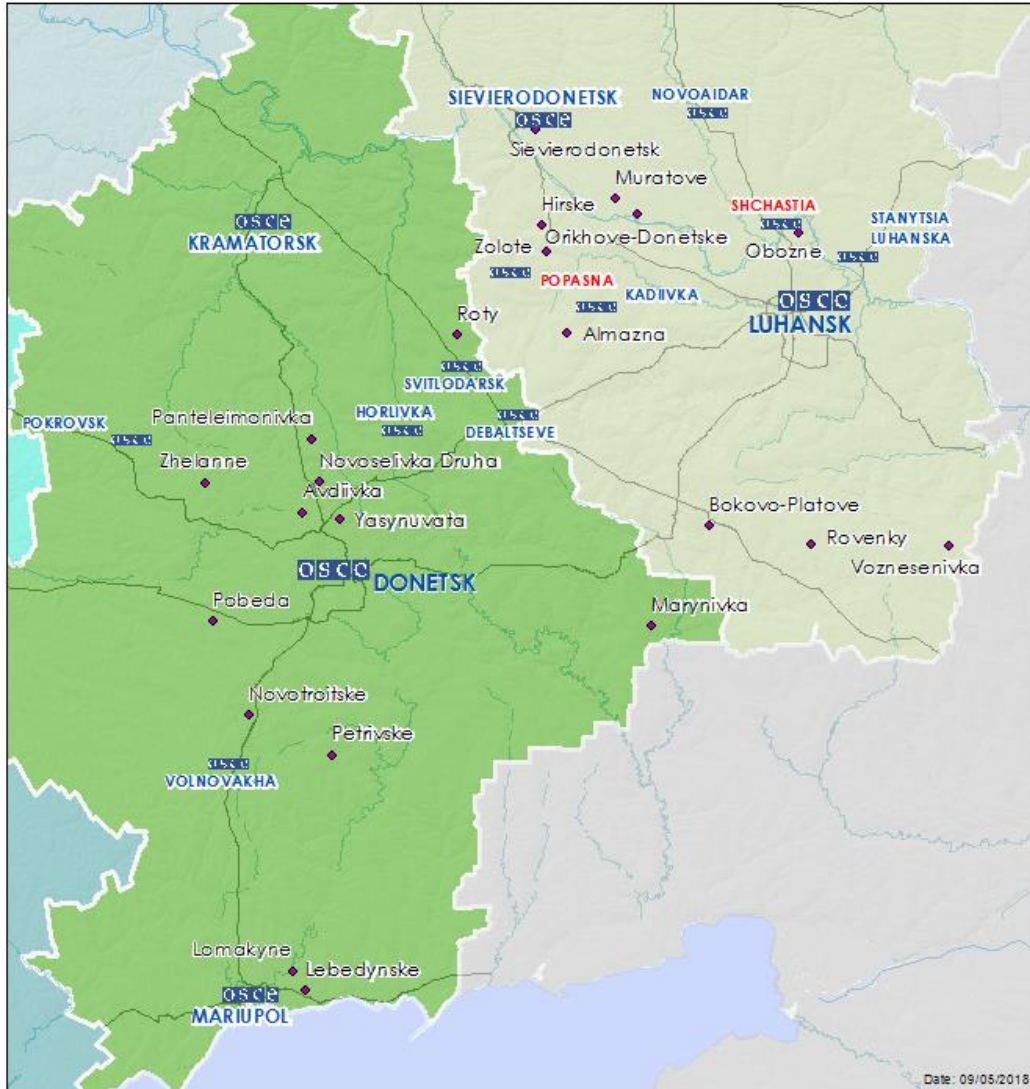 NOVOAIDAR
osce
SIEVIERODONETSK
osce
Sievierodonetsk
Muratove
Hirske
SHCHASTIA
osce
STANYTSIA
LUHANSKA
osce
KRAMATORSK
osce
Orikhove-Donetske
Obozne
Zolote
osce
POPASNA
osce
KADIIVKA
osce
LUHANSK
Roty
Almazna
osce
SVITLODARSK
Panteleimonivka
HORLIVKA
osce
POKROVSK
osce
osce
DEBALTSEVE
Zhelanne
Novoselivka Druha
Avdiivka
Yasynuvata
Bokovo-Platove
Rovenky
Voznesenivka
osce
DONETSK
Pobeda
Marynivka
Novotroitske
Petrivske
osce
VOLNOVAKHA
Lomakyne
Lebedynske
osce
MARIUPOL
Date: 09/05/2018